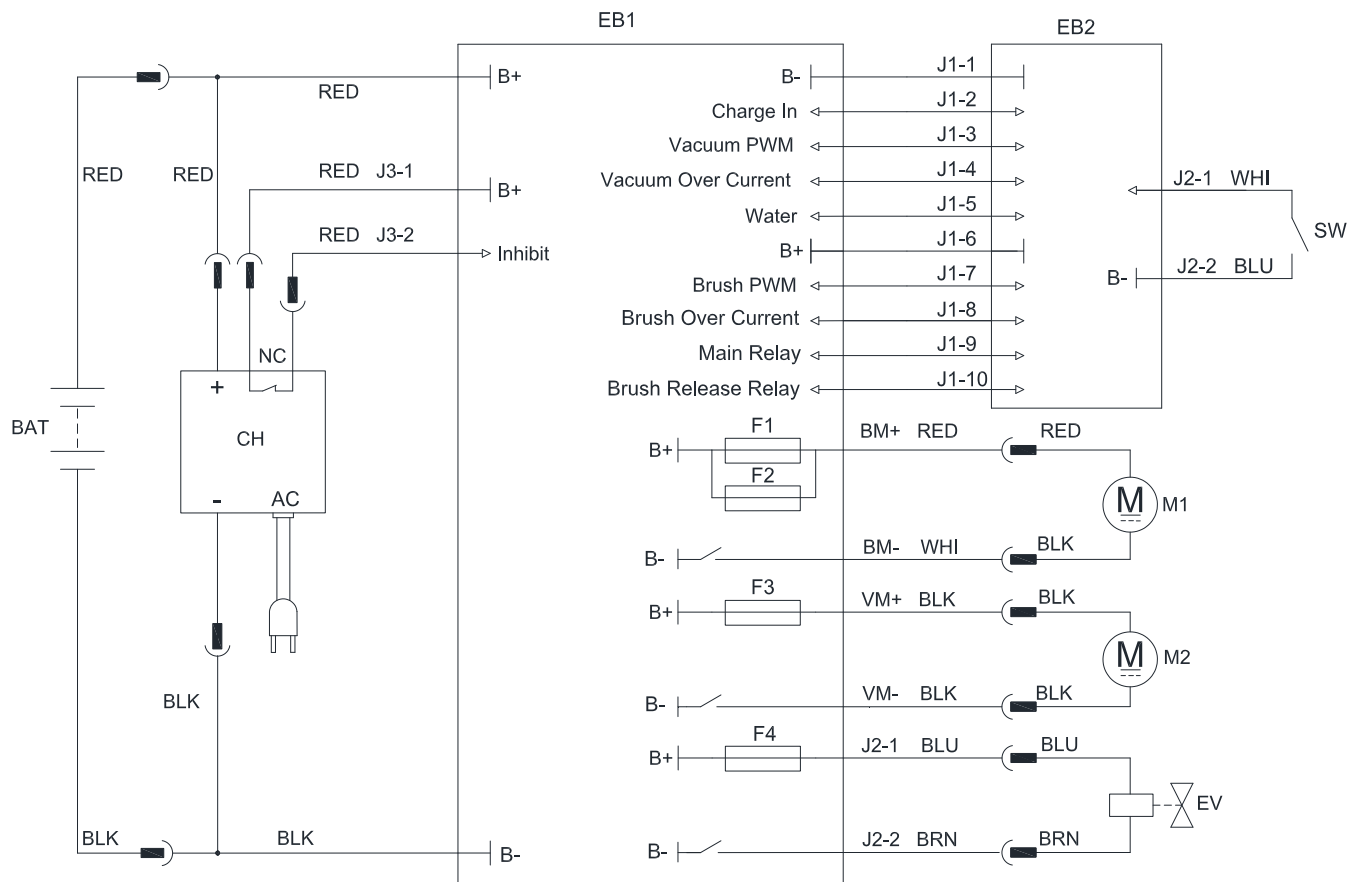 EB1
EB2
RED
B+
B-
J1-1
Charge In
J1-2
Vacuum PWM
J1-3
RED
RED
RED J3-1
B+
Vacuum Over Current
J1-4
J2-1 WHI
Water
J1-5
SW
RED J3-2
Inhibit
B+
J1-6
B-
J2-2 BLU
Brush PWM
J1-7
Brush Over Current
J1-8
NC
Main Relay
J1-9
+
Brush Release Relay
J1-10
BAT
CH
B+
F1
BM+ RED
RED
F2
-
AC
M
M1
B-
BM- WHI
BLK
F3
B+
VM+ BLK
BLK
M
M2
BLK
B-
VM- BLK
BLK
F4
B+
J2-1 BLU
BLU
EV
BLK
BLK
B-
B-
J2-2 BRN
BRN